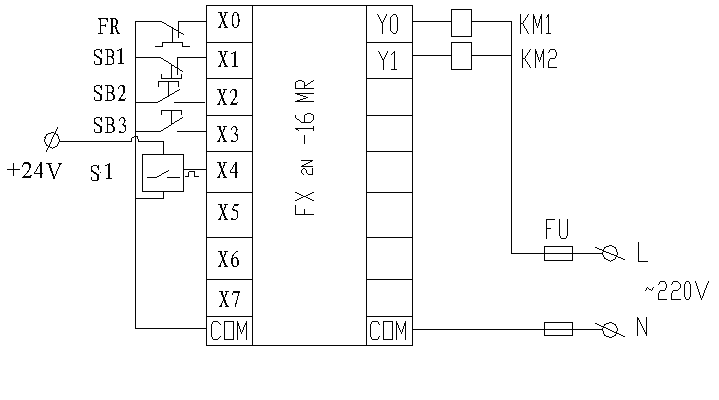 FR X0 Y0 KM1
SB1 X1 Y1 KM2
SB2 X2
SB3 X3
+24V S1 X4
FX 2N -16 MR
X5
FU
X6 L
~220V
X7
COM COM N